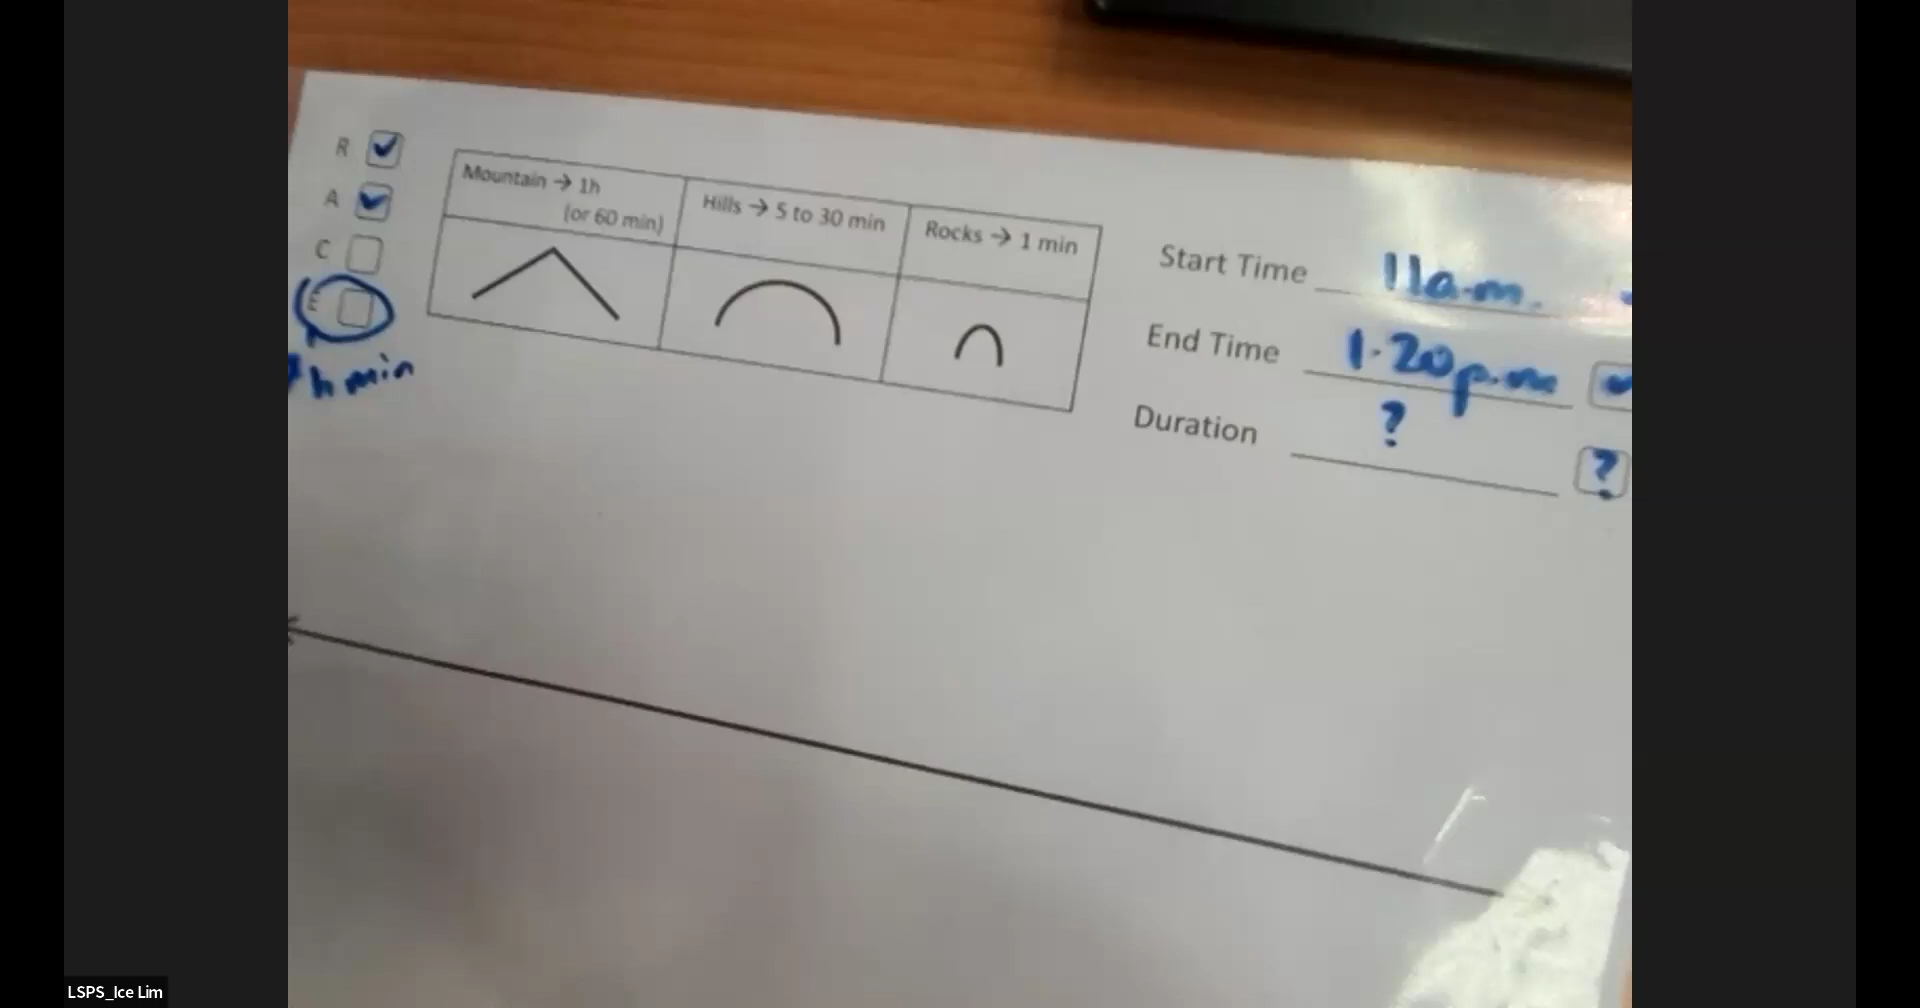 R
A
C
E
h min
Mountain → 1h
(or 60 min)
Hills → 5 to 30 min
Rocks → 1 min
Start Time 11a.m.
End Time 1.20p.m
Duration ?
?
LSPS_Ice Lim